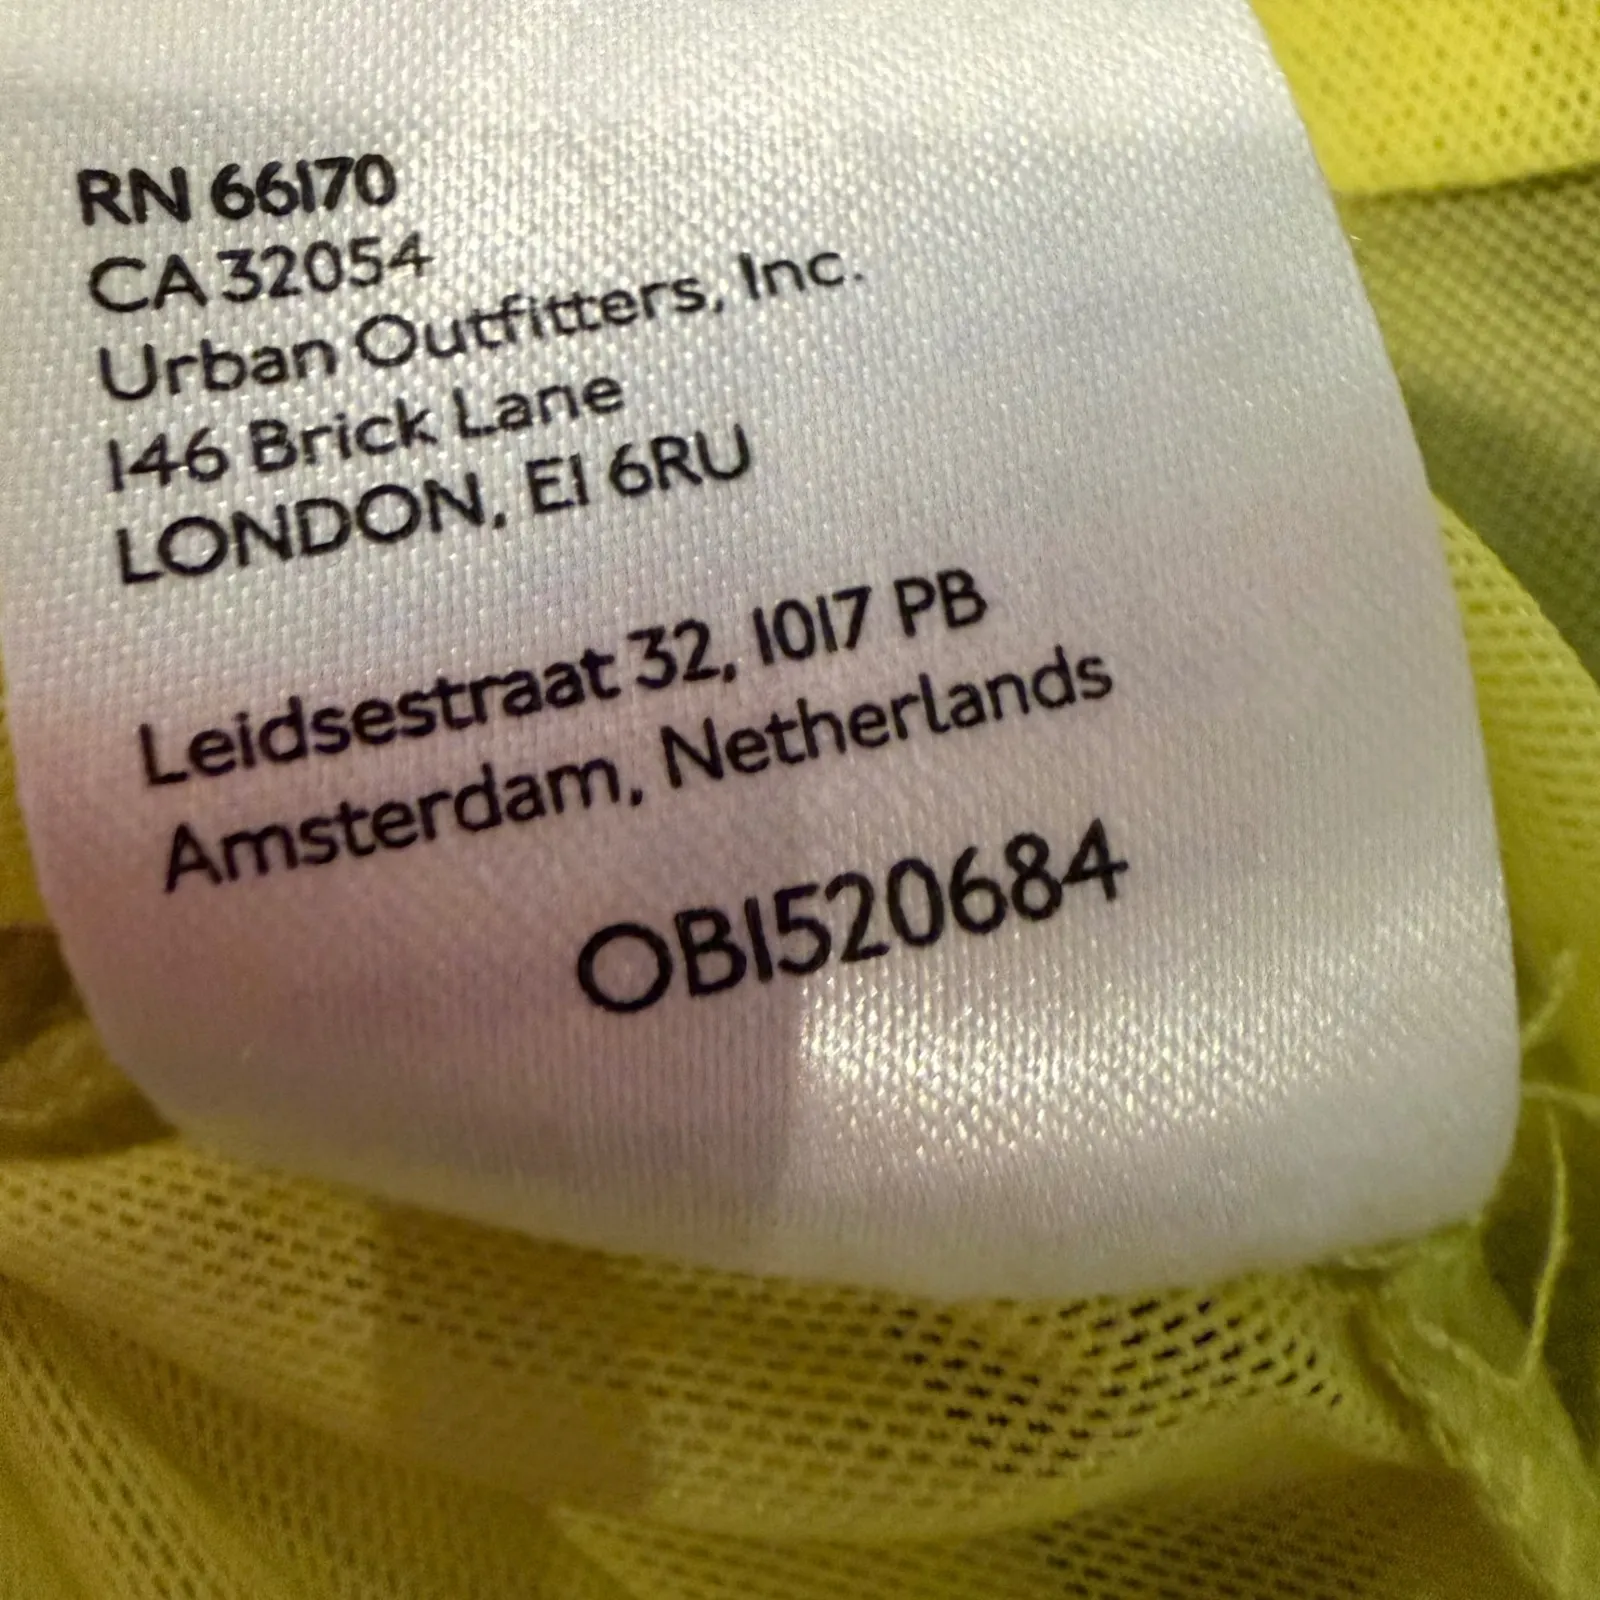 RN 66170
CA 32054
Urban Outfitters, Inc.
146 Brick Lane
LONDON, E1 6RU
Leidsestraat 32, 1017 PB
Amsterdam, Netherlands
OB1520684